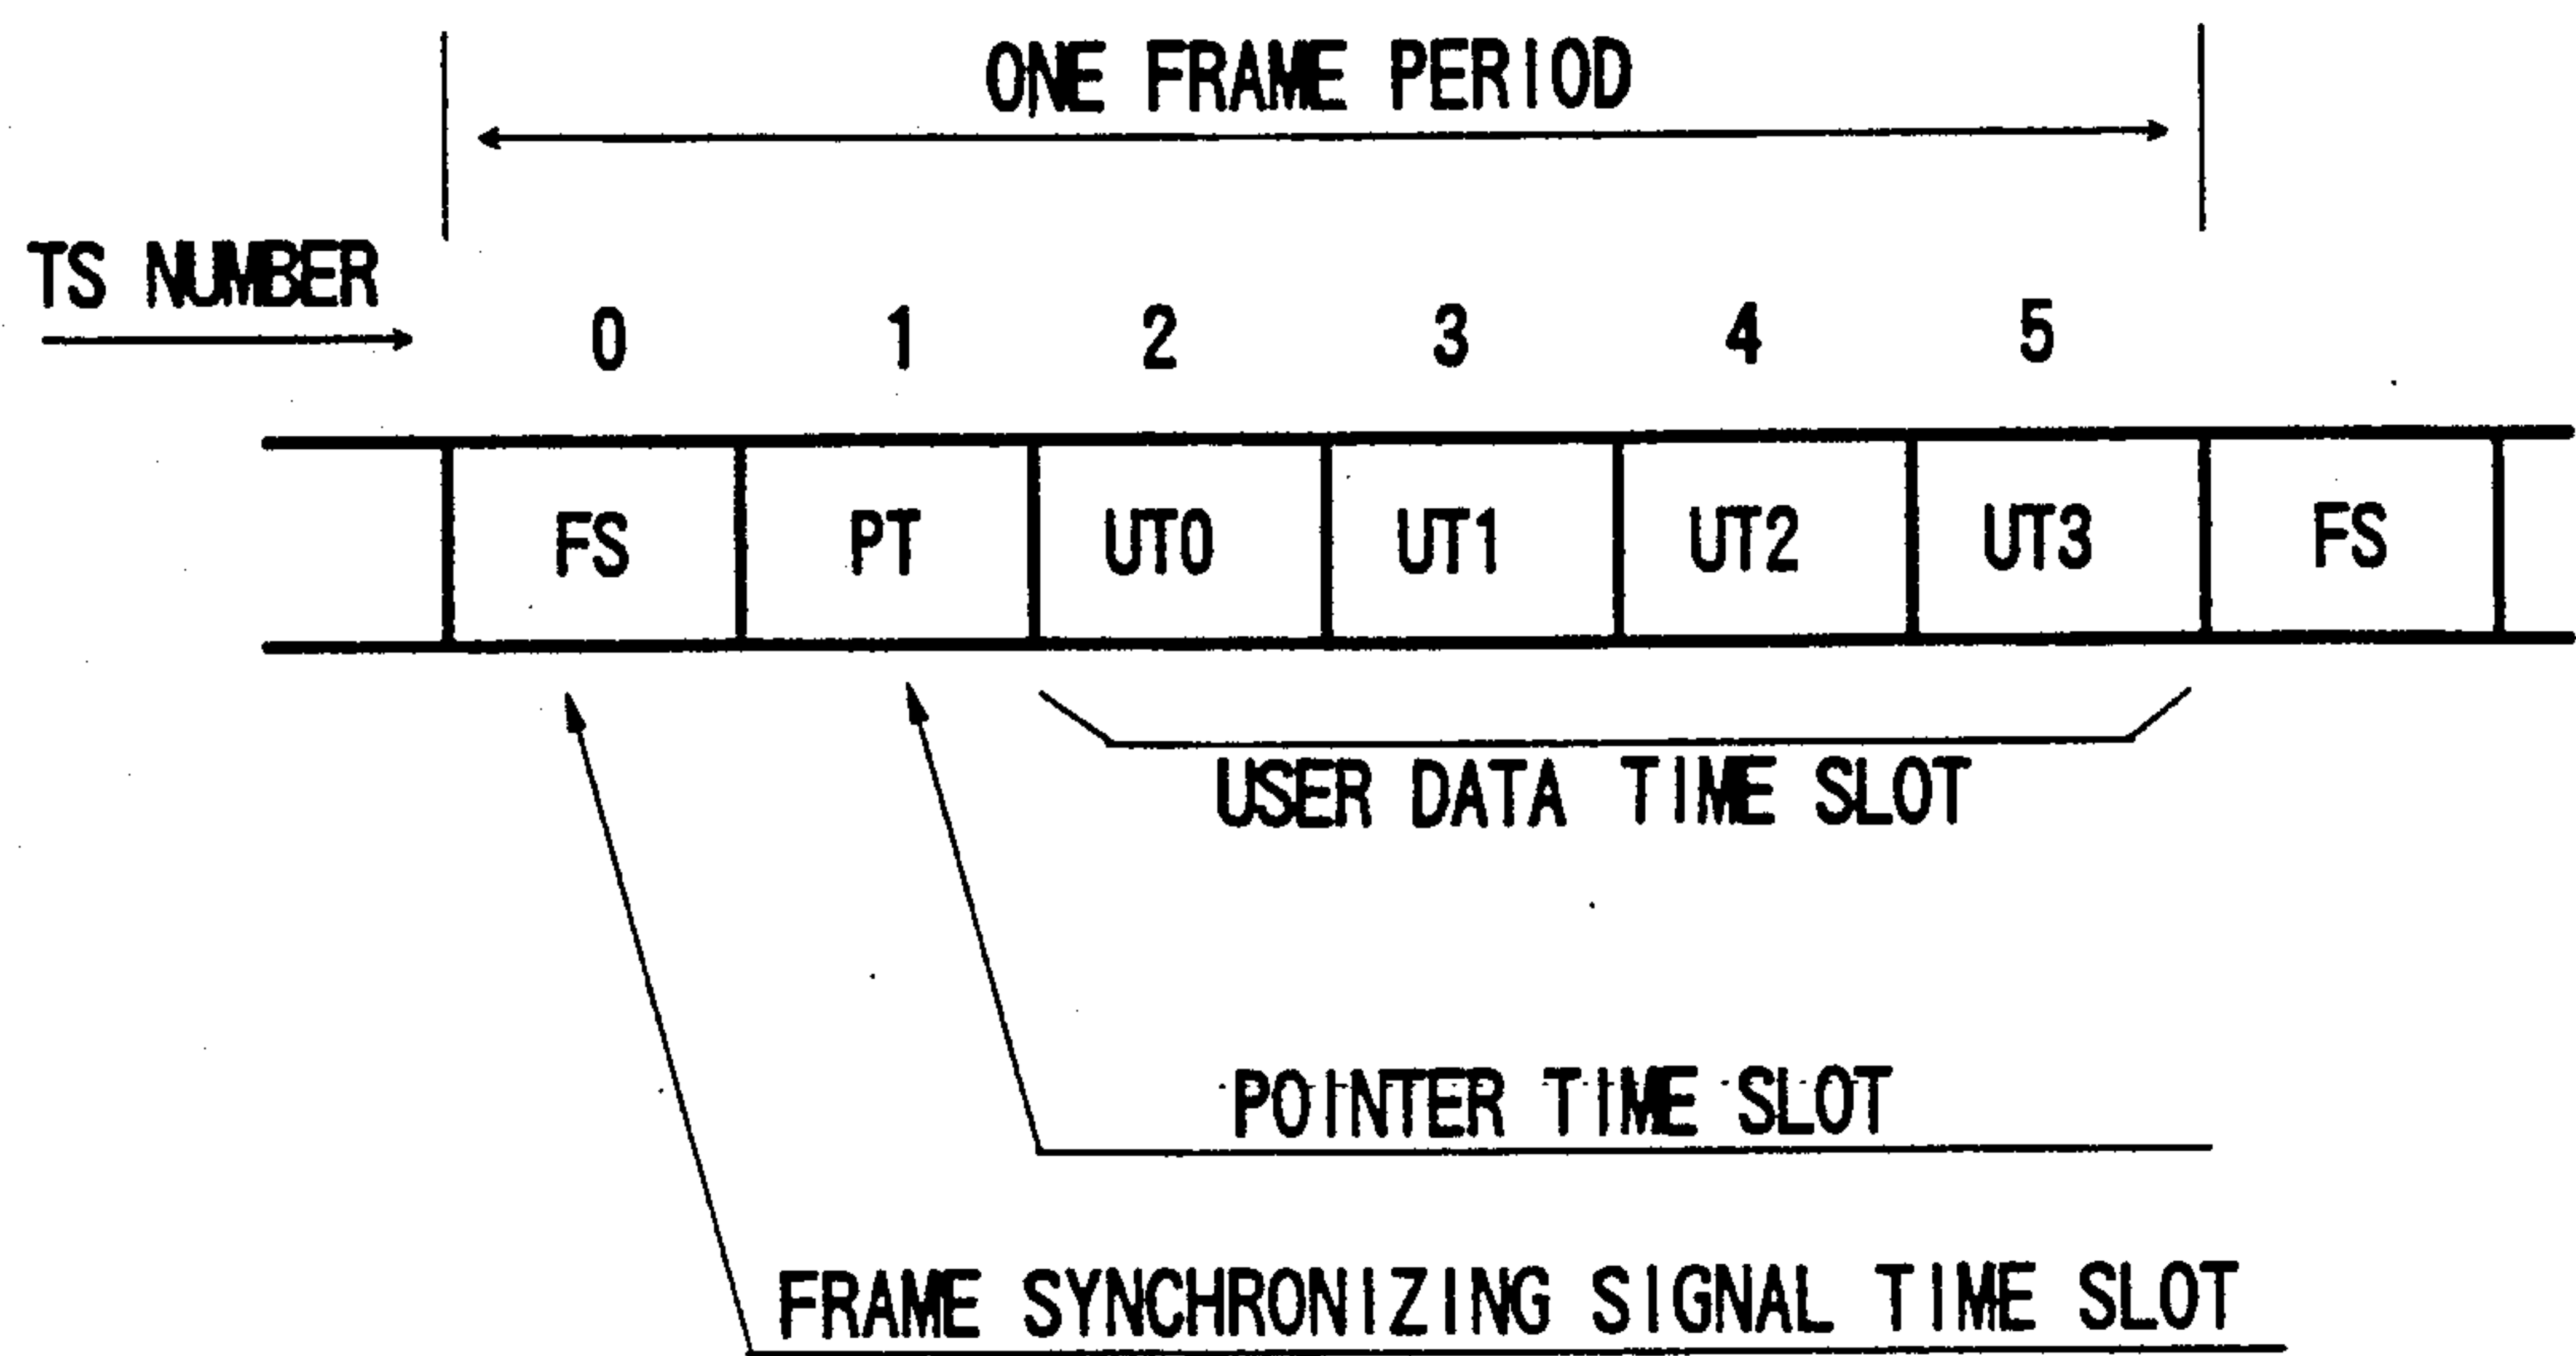 ONE FRAME PERIOD
TS NUMBER
0 1 2 3 4 5
FS PT UT0 UT1 UT2 UT3 FS
USER DATA TIME SLOT
POINTER TIME SLOT
FRAME SYNCHRONIZING SIGNAL TIME SLOT